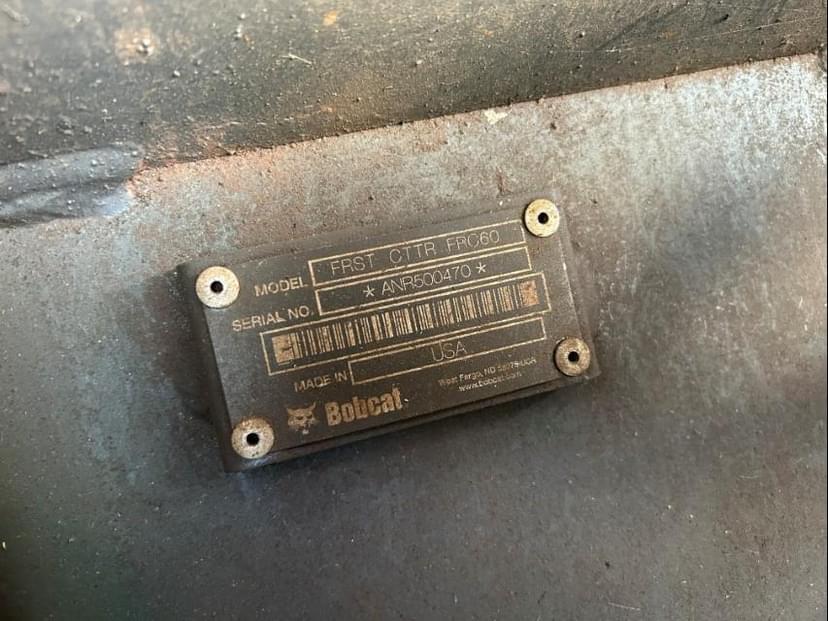 MODEL FRST CTTR FRC60
SERIAL NO. * ANR500470 *
MADE IN USA
Bobcat
West Fargo, ND 58078 USA
www.bobcat.com